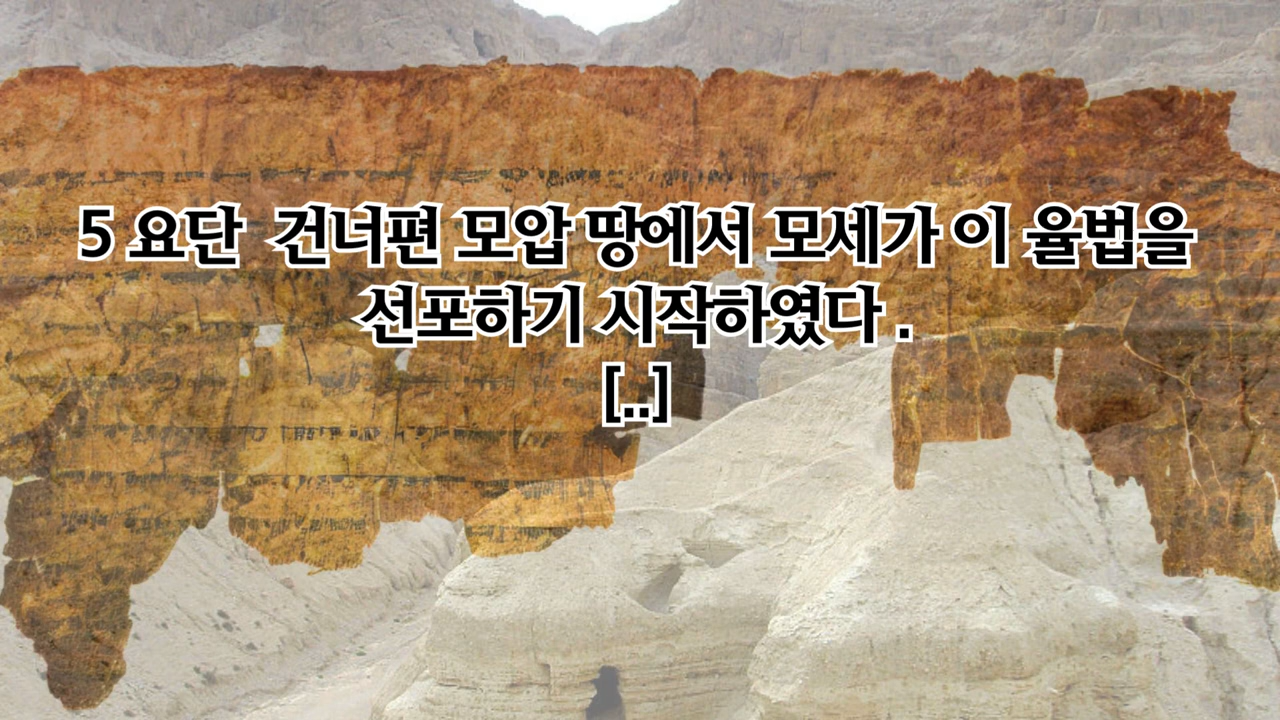 5 요단  건너편 모압 땅에서 모세가 이 율법을
선포하기 시작하였다 .
[..]